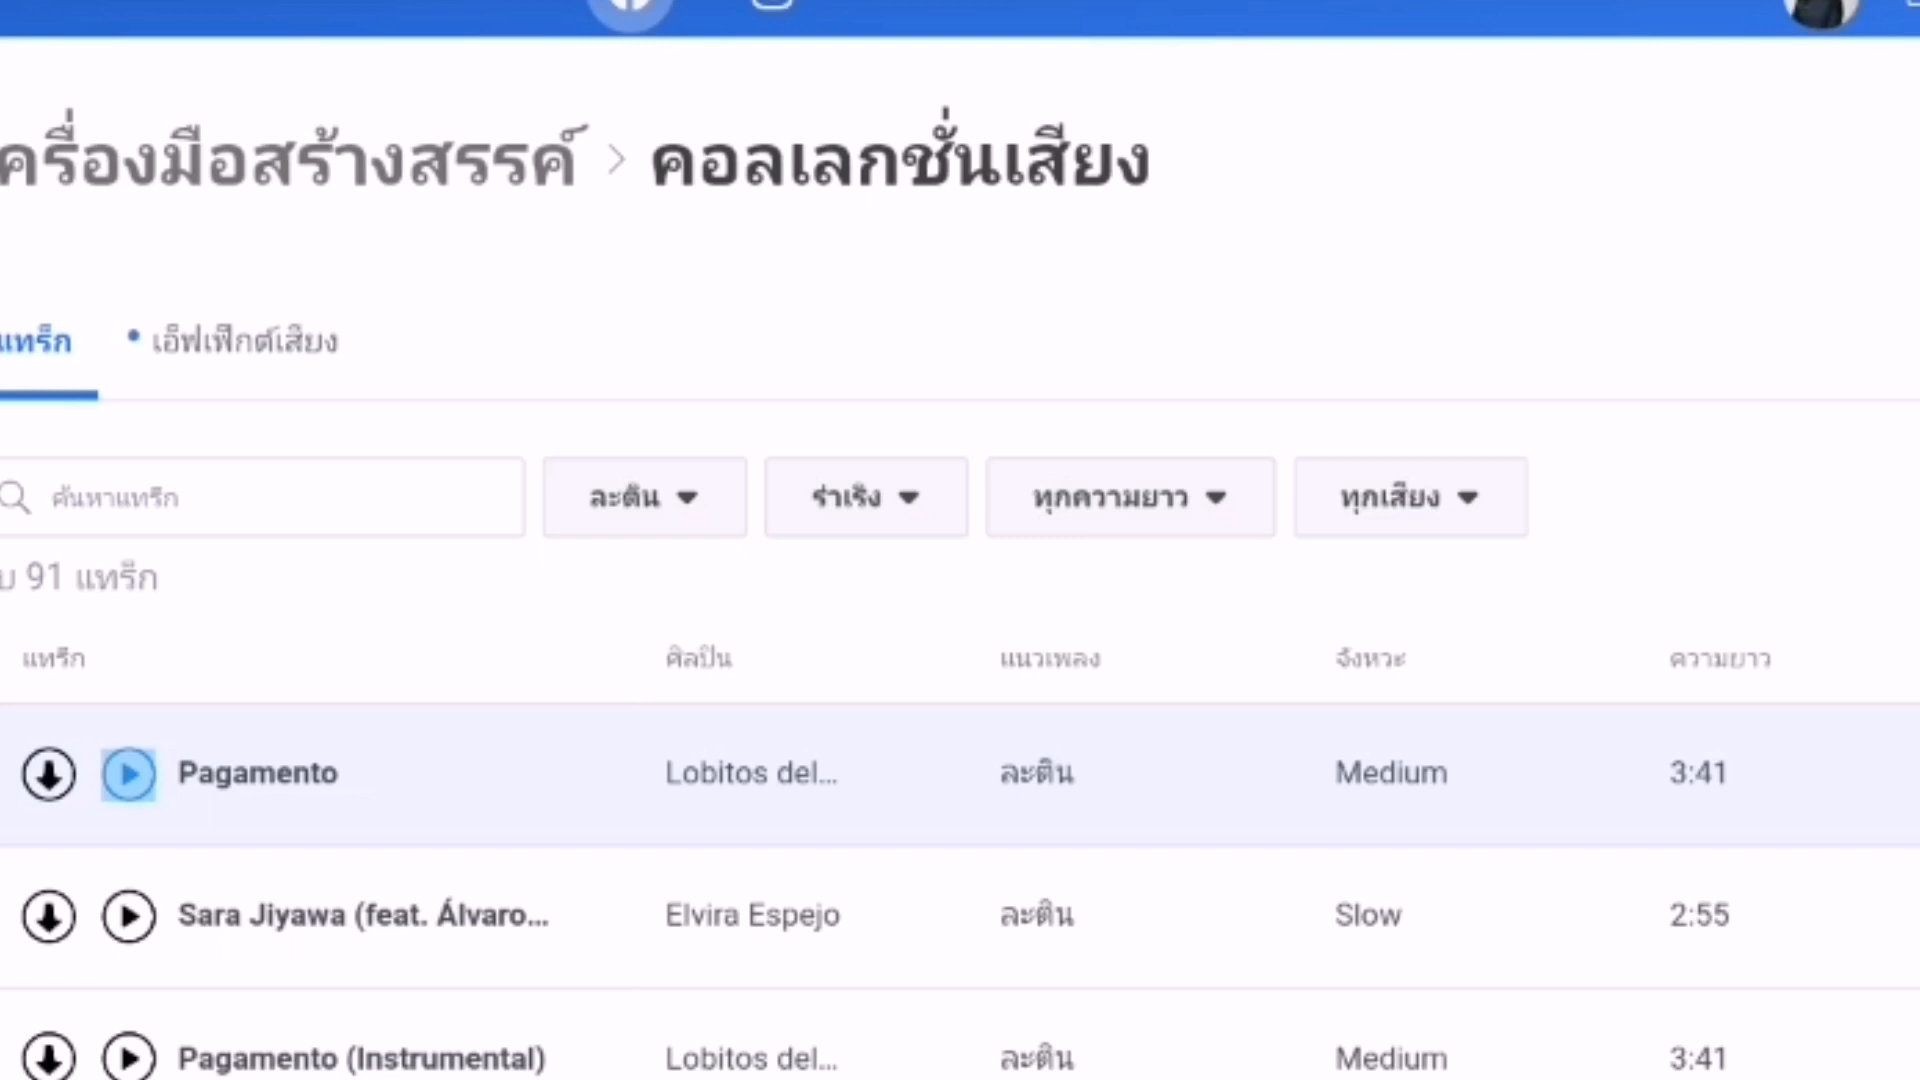 ครื่องมือสร้างสรรค์ > คอลเลกชั่นเสียง
แทร็ก • เอ็ฟเฟ็กต์เสียง
ค้นหาแทร็ก ละติน ร่าเริง ทุกความยาว ทุกเสียง
บ 91 แทร็ก
แทร็ก ศิลปิน แนวเพลง จังหวะ ความยาว
Pagamento Lobitos del... ละติน Medium 3:41
Sara Jiyawa (feat. Álvaro... Elvira Espejo ละติน Slow 2:55
Pagamento (Instrumental) Lobitos del... ละติน Medium 3:41